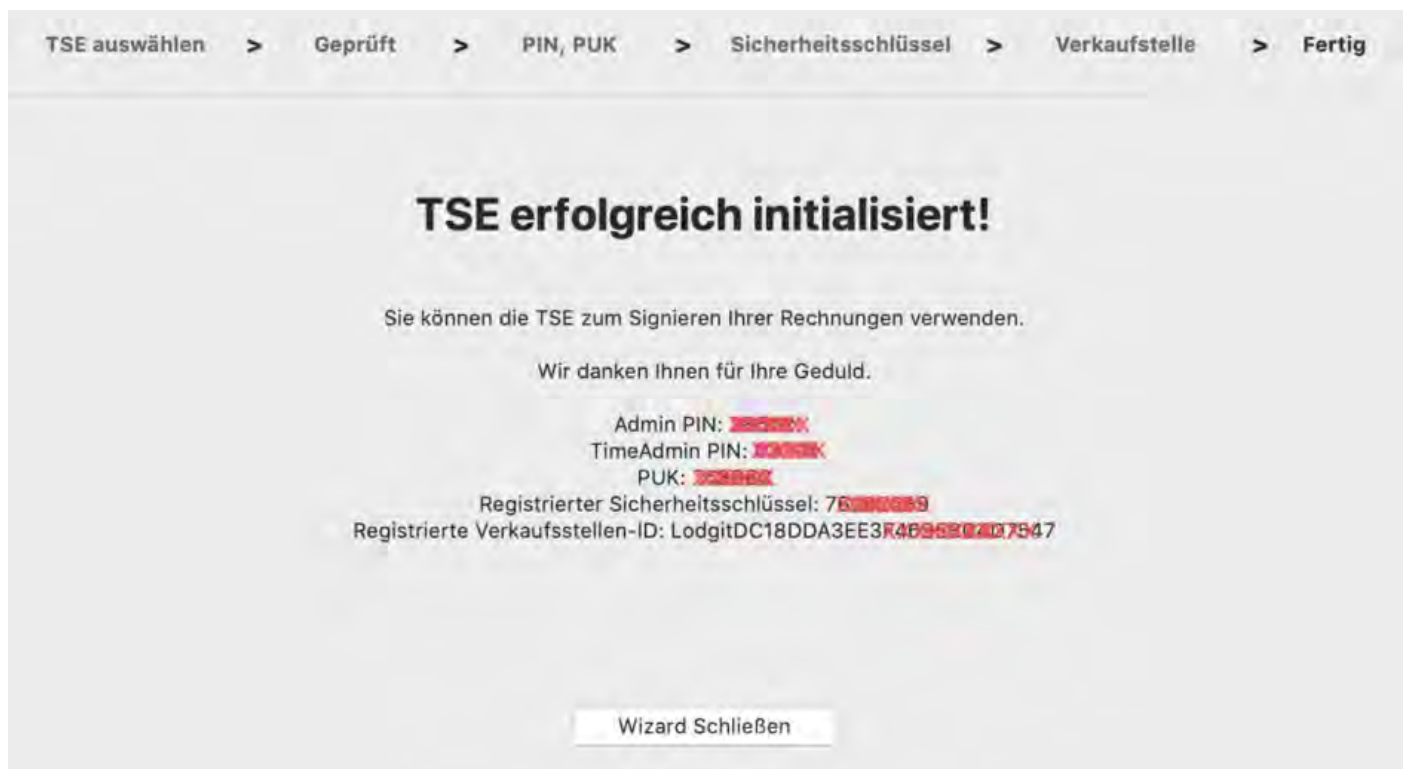 TSE auswählen > Geprüft > PIN, PUK > Sicherheitsschlüssel > Verkaufstelle > Fertig
TSE erfolgreich initialisiert!
Sie können die TSE zum Signieren Ihrer Rechnungen verwenden.
Wir danken Ihnen für Ihre Geduld.
Admin PIN:
TimeAdmin PIN:
PUK:
Registrierter Sicherheitsschlüssel:
Registrierte Verkaufsstellen-ID:
Wizard Schließen